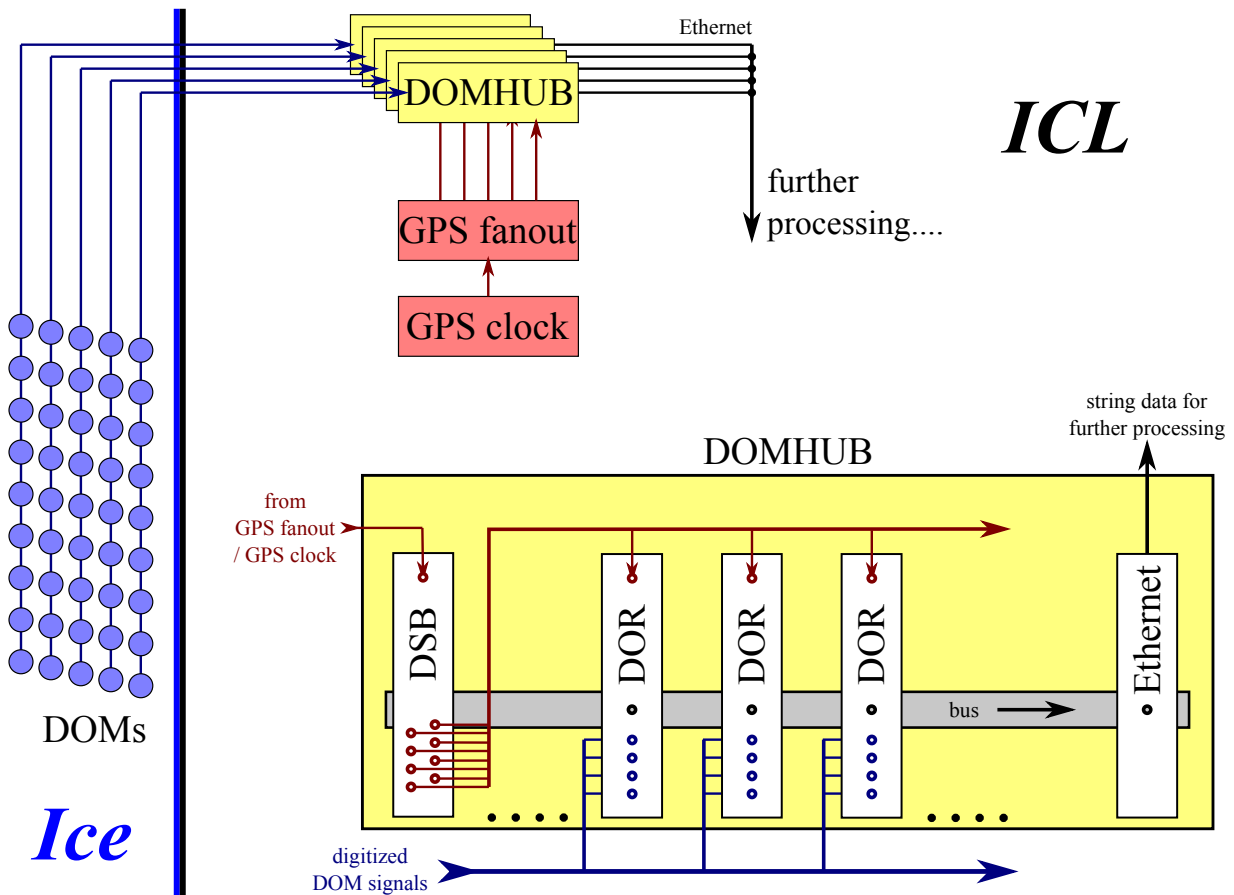 Ethernet
DOMHUB
ICL
further
processing....
GPS fanout
GPS clock
string data for
further processing
DOMHUB
from
GPS fanout
/ GPS clock
DSB
DOR
DOR
DOR
Ethernet
bus
DOMs
Ice
digitized
DOM signals